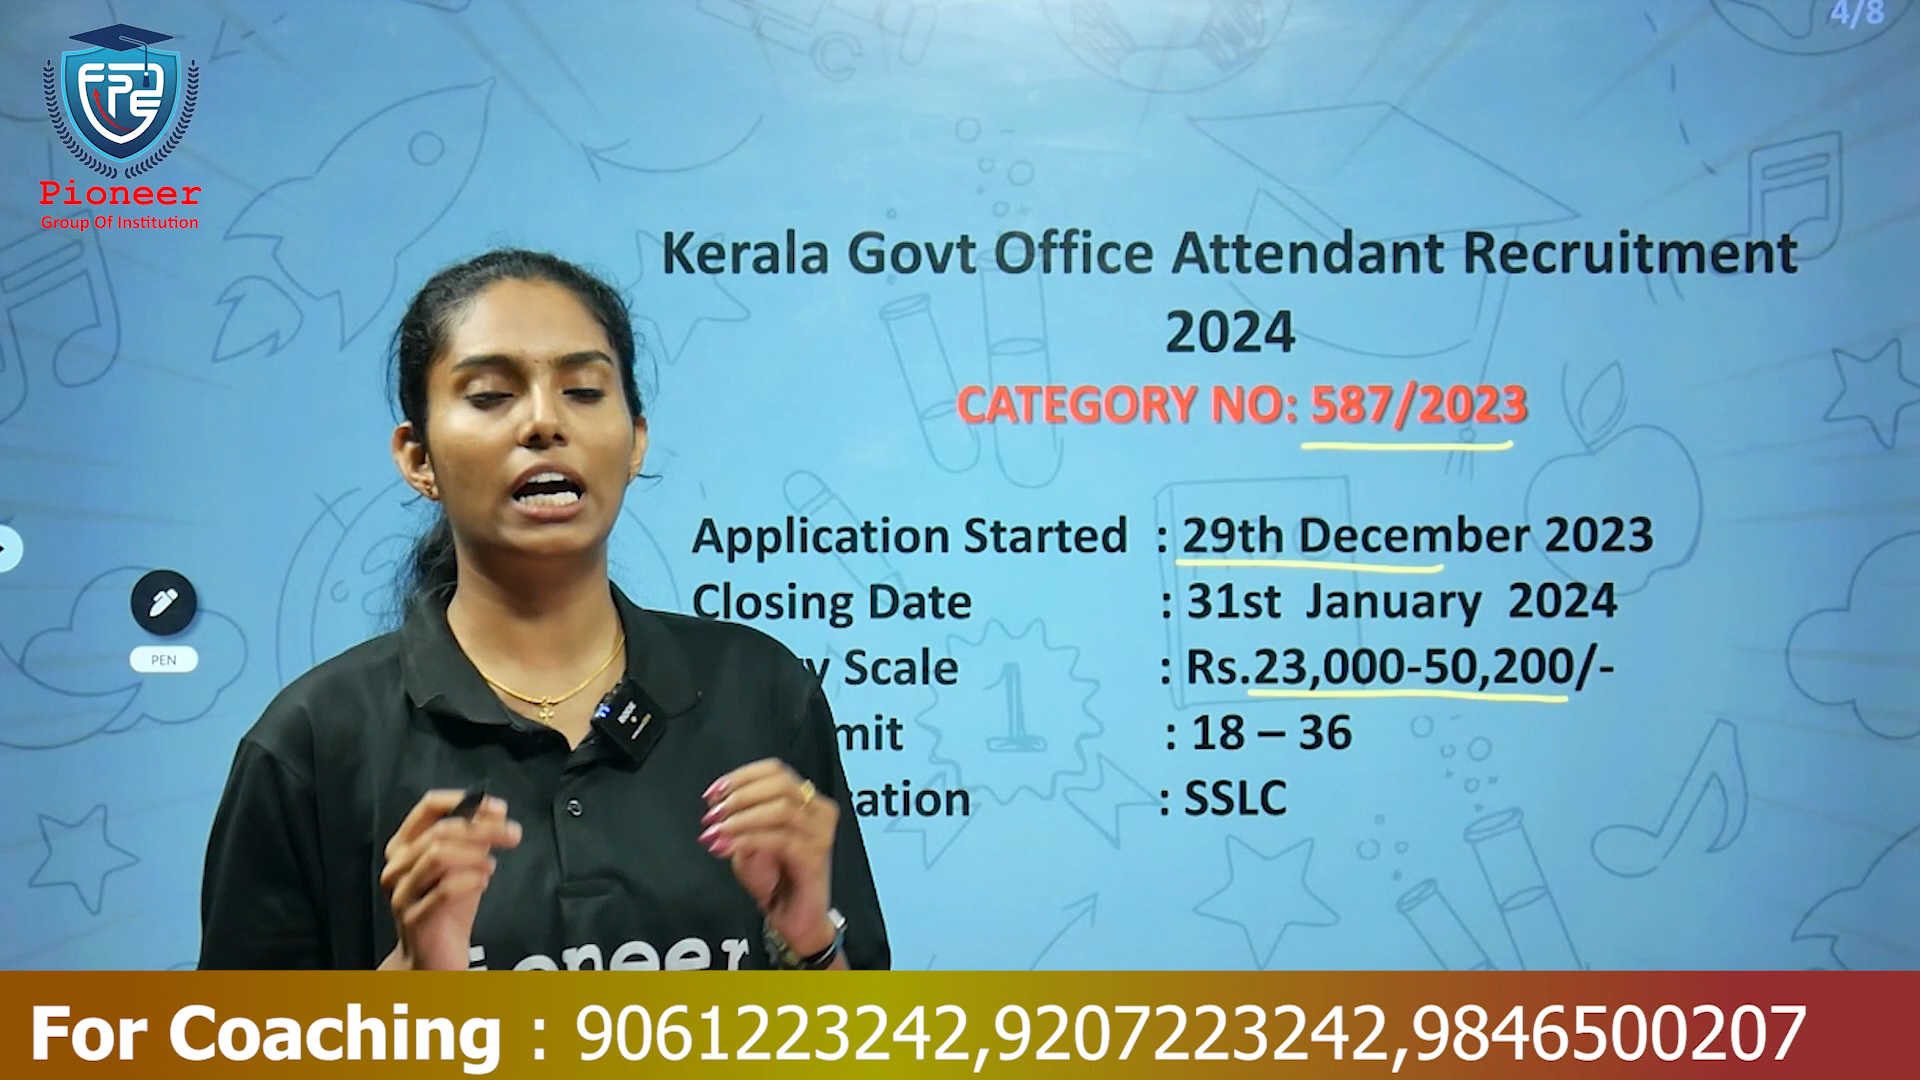 4/8
Pioneer
Group Of Institution
Kerala Govt Office Attendant Recruitment
2024
CATEGORY NO: 587/2023
Application Started : 29th December 2023
Closing Date : 31st January 2024
Scale : Rs.23,000-50,200/-
: 18 – 36
: SSLC
PEN
For Coaching : 9061223242,9207223242,9846500207